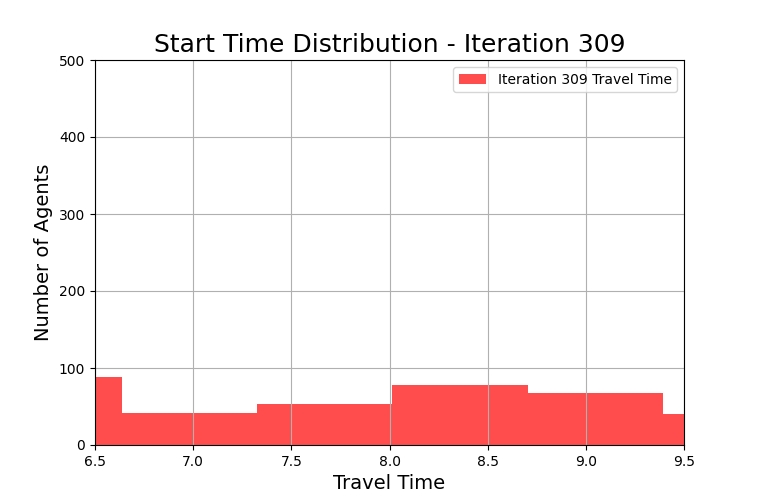 Start Time Distribution - Iteration 309
Iteration 309 Travel Time
Number of Agents
500
400
300
200
100
0
6.5 7.0 7.5 8.0 8.5 9.0 9.5
Travel Time